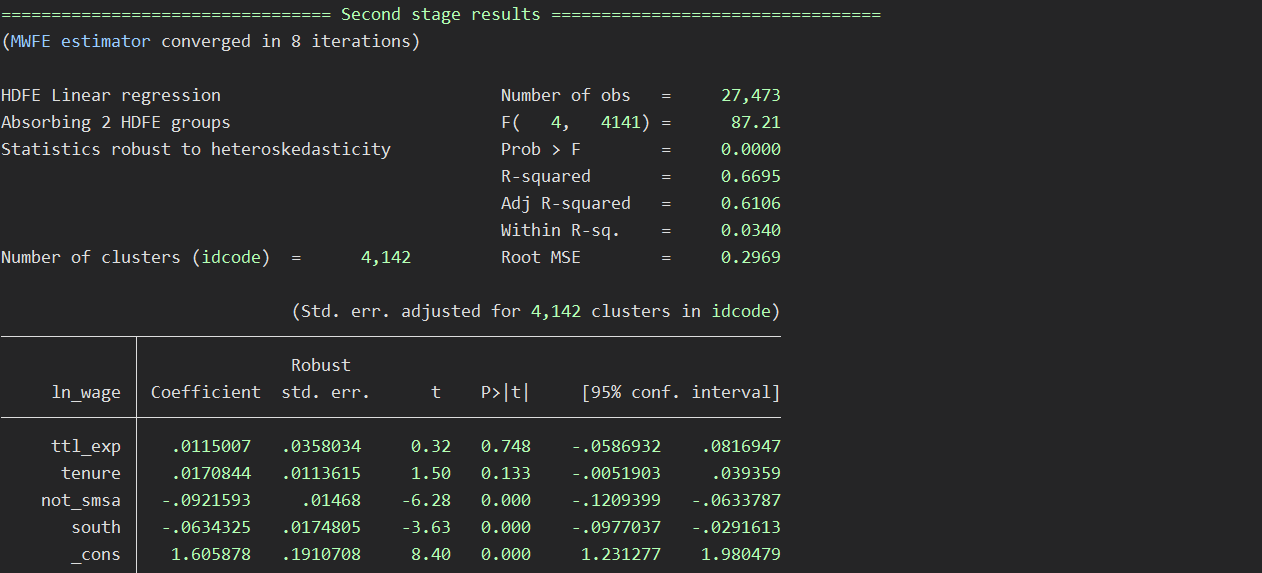 ================================= Second stage results =================================
(MWFE estimator converged in 8 iterations)
HDFE Linear regression                            Number of obs   =     27,473
Absorbing 2 HDFE groups                           F(   4,   4141) =      87.21
Statistics robust to heteroskedasticity           Prob > F        =     0.0000
                                                  R-squared       =     0.6695
                                                  Adj R-squared   =     0.6106
                                                  Within R-sq.    =     0.0340
Number of clusters (idcode)  =      4,142         Root MSE        =     0.2969
(Std. err. adjusted for 4,142 clusters in idcode)
Robust
ln_wage   Coefficient  std. err.      t    P>|t|     [95% conf. interval]
ttl_exp     .0115007   .0358034     0.32   0.748    -.0586932    .0816947
tenure     .0170844   .0113615     1.50   0.133    -.0051903     .039359
not_smsa    -.0921593     .01468    -6.28   0.000    -.1209399   -.0633787
south    -.0634325   .0174805    -3.63   0.000    -.0977037   -.0291613
_cons     1.605878   .1910708     8.40   0.000     1.231277    1.980479